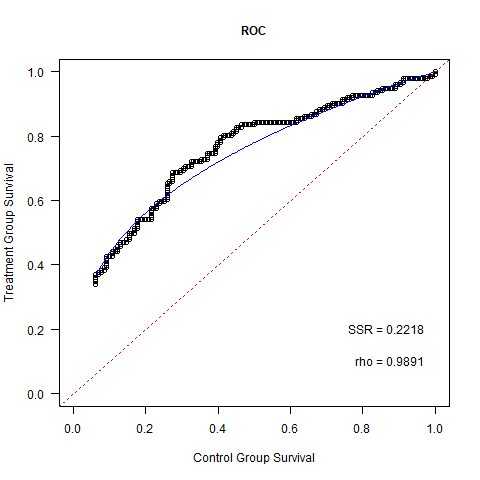 ROC
Treatment Group Survival
1.0
0.8
0.6
0.4
0.2
0.0
SSR = 0.2218
rho = 0.9891
0.0 0.2 0.4 0.6 0.8 1.0
Control Group Survival